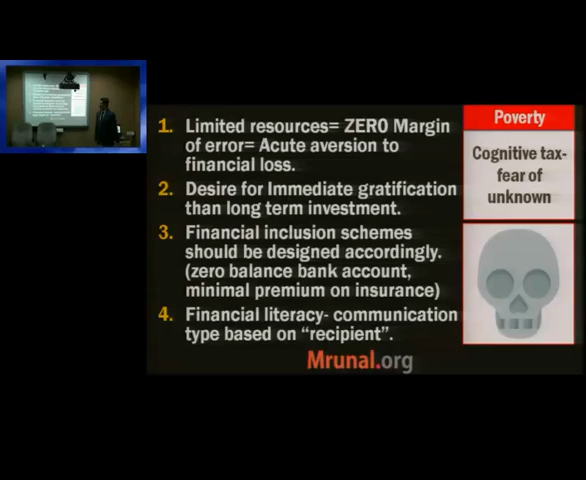 1. Limited resources= ZERO Margin
of error= Acute aversion to
financial loss.
2. Desire for Immediate gratification
than long term investment.
3. Financial inclusion schemes
should be designed accordingly.
(zero balance bank account,
minimal premium on insurance)
4. Financial literacy- communication
type based on “recipient”.
Mrunal.org
Poverty
Cognitive tax-
fear of
unknown